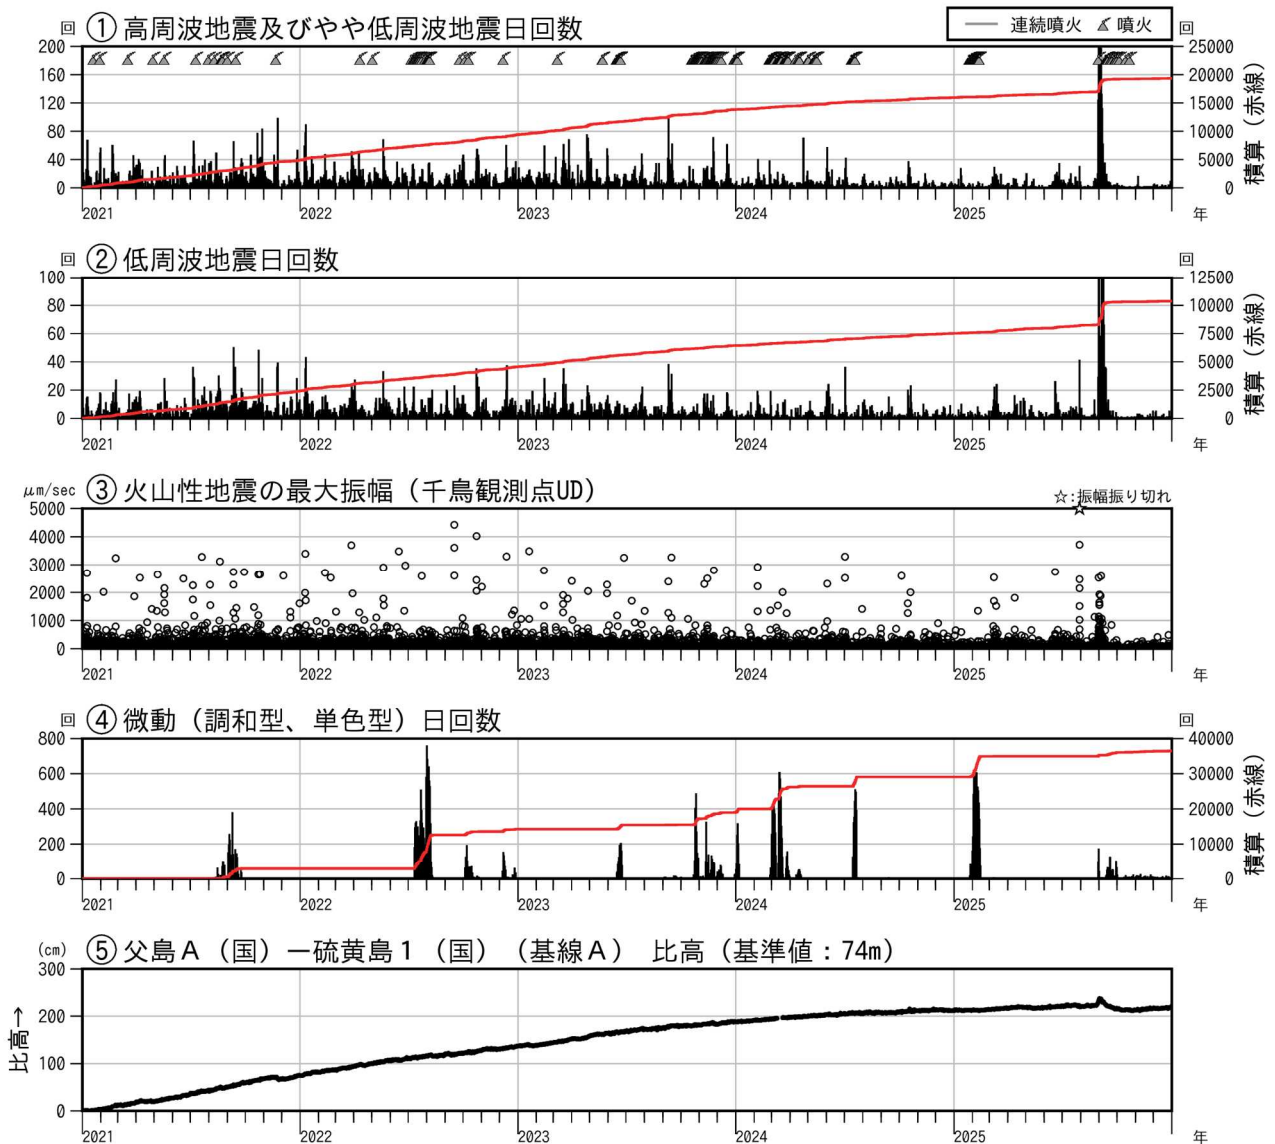 回 ① 高周波地震及びやや低周波地震日回数
連続噴火 噴火 回
200 25000
160 20000
120 15000
80 10000
40 5000
0 0
積算（赤線）
2021 2022 2023 2024 2025 年
回 ② 低周波地震日回数 回
100 12500
80 10000
60 7500
40 5000
20 2500
0 0
積算（赤線）
2021 2022 2023 2024 2025 年
μm/sec ③ 火山性地震の最大振幅（千鳥観測点UD）
☆:振幅振り切れ
5000
4000
3000
2000
1000
0
2021 2022 2023 2024 2025 年
回 ④ 微動（調和型、単色型）日回数 回
800 40000
600 30000
400 20000
200 10000
0 0
積算（赤線）
2021 2022 2023 2024 2025 年
(cm) ⑤ 父島Ａ（国）－硫黄島１（国）（基線Ａ） 比高（基準値：74m）
300
200
100
0
比高→
2021 2022 2023 2024 2025 年